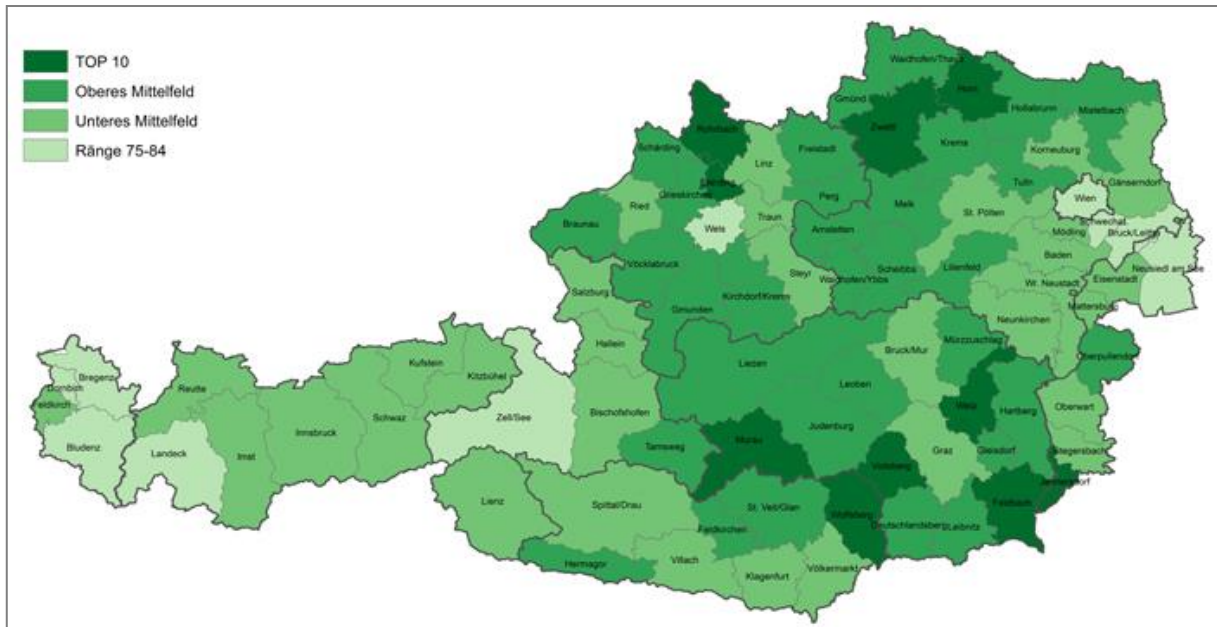 TOP 10
Oberes Mittelfeld
Unteres Mittelfeld
Ränge 75-84
Waidhofen/Thaya
Horn
Gmünd
Hollabrunn
Mistelbach
Zwettl
Rohrbach
Krems
Korneuburg
Schärding
Freistadt
Linz
Gänserndorf
Eferding
Tulln
Grieskirchen
Perg
Wien
Melk
St. Pölten
Ried
Traun
Schwechat
Braunau
Wels
Amstetten
Mödling
Bruck/Leitha
Baden
Vöcklabruck
Steyr
Scheibbs
Lilienfeld
Neusiedl am See
Waidhofen/Ybbs
Eisenstadt
Wr. Neustadt
Salzburg
Kirchdorf/Krems
Gmunden
Mattersburg
Neunkirchen
Hallein
Mürzzuschlag
Bruck/Mur
Oberpullendorf
Kufstein
Liezen
Bregenz
Kitzbühel
Leoben
Dornbirn
Reutte
Feldkirch
Weiz
Oberwart
Schwaz
Bischofshofen
Hartberg
Zell/See
Innsbruck
Judenburg
Murau
Bludenz
Landeck
Imst
Tamsweg
Graz
Gleisdorf
Stegersbach
Voitsberg
Jennersdorf
Lienz
Spittal/Drau
St. Veit/Glan
Feldbach
Wolfsberg
Feldkirchen
Deutschlandsberg
Leibnitz
Hermagor
Villach
Völkermarkt
Klagenfurt